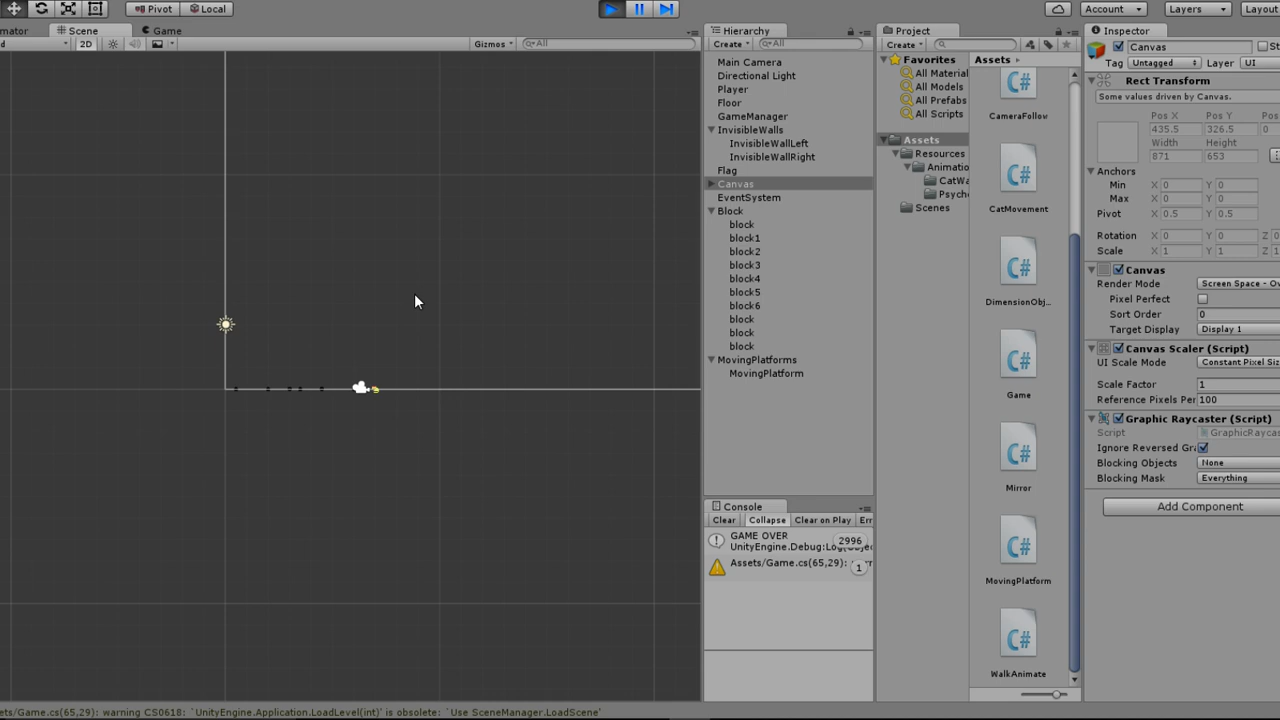 Pivot Local
Account Layers Layout
mator Scene Game
2D Gizmos All
Hierarchy
Create All
Main Camera
Directional Light
Player
Floor
GameManager
InvisibleWalls
InvisibleWallLeft
InvisibleWallRight
Flag
Canvas
EventSystem
Block
block
block1
block2
block3
block4
block5
block6
block
block
block
MovingPlatforms
MovingPlatform
Console
Clear Collapse Clear on Play Err
GAME OVER
2996
Assets/Game.cs(65,29):
1
Project
Create
Favorites
All Material
All Models
All Prefabs
All Scripts
Assets
Resources
Animatio
CatWa
Psych
Scenes
Assets
C#
CameraFollow
C#
CatMovement
C#
DimensionObj...
C#
Game
C#
Mirror
C#
MovingPlatform
C#
WalkAnimate
Inspector
Canvas St
Tag Untagged Layer UI
Rect Transform
Some values driven by Canvas.
Pos X Pos Y Pos
435.5 326.5 0
Width Height
871 653
Anchors
Min X 0 Y 0
Max X 0 Y 0
Pivot X 0.5 Y 0.5
Rotation X 0 Y 0 Z 0
Scale X 1 Y 1 Z 1
Canvas
Render Mode Screen Space - Ov
Pixel Perfect
Sort Order 0
Target Display Display 1
Canvas Scaler (Script)
UI Scale Mode Constant Pixel Siz
Scale Factor 1
Reference Pixels Per 100
Graphic Raycaster (Script)
Script GraphicRaycas
Ignore Reversed Gra
Blocking Objects None
Blocking Mask Everything
Add Component
ets/Game.cs(65,29): warning CS0618: `UnityEngine.Application.LoadLevel(int)' is obsolete: `Use SceneManager.LoadScene'